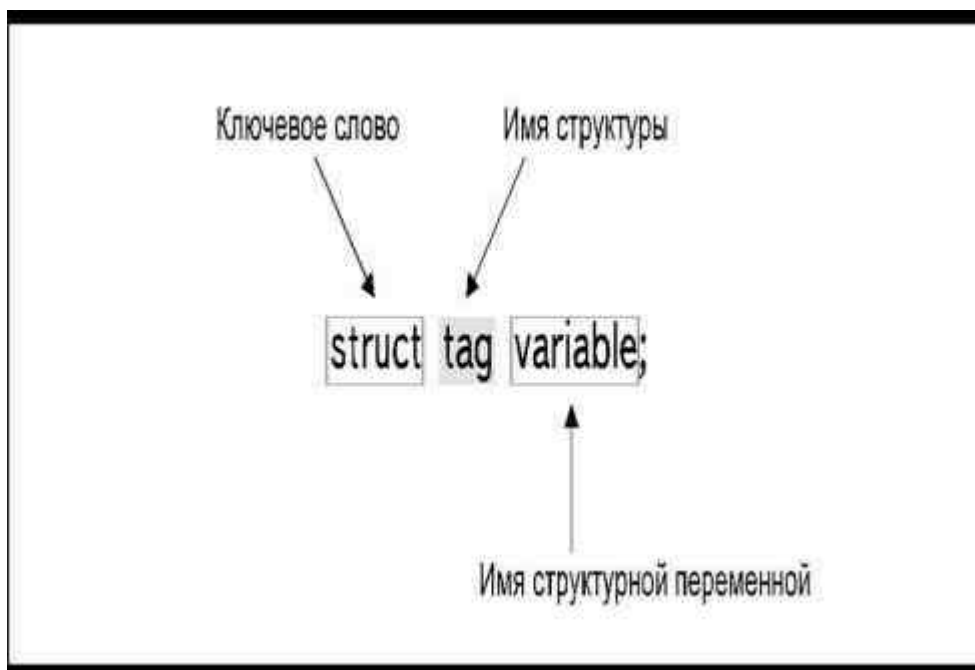 Ключевое слово
Имя структуры
struct tag variable;
Имя структурной переменной